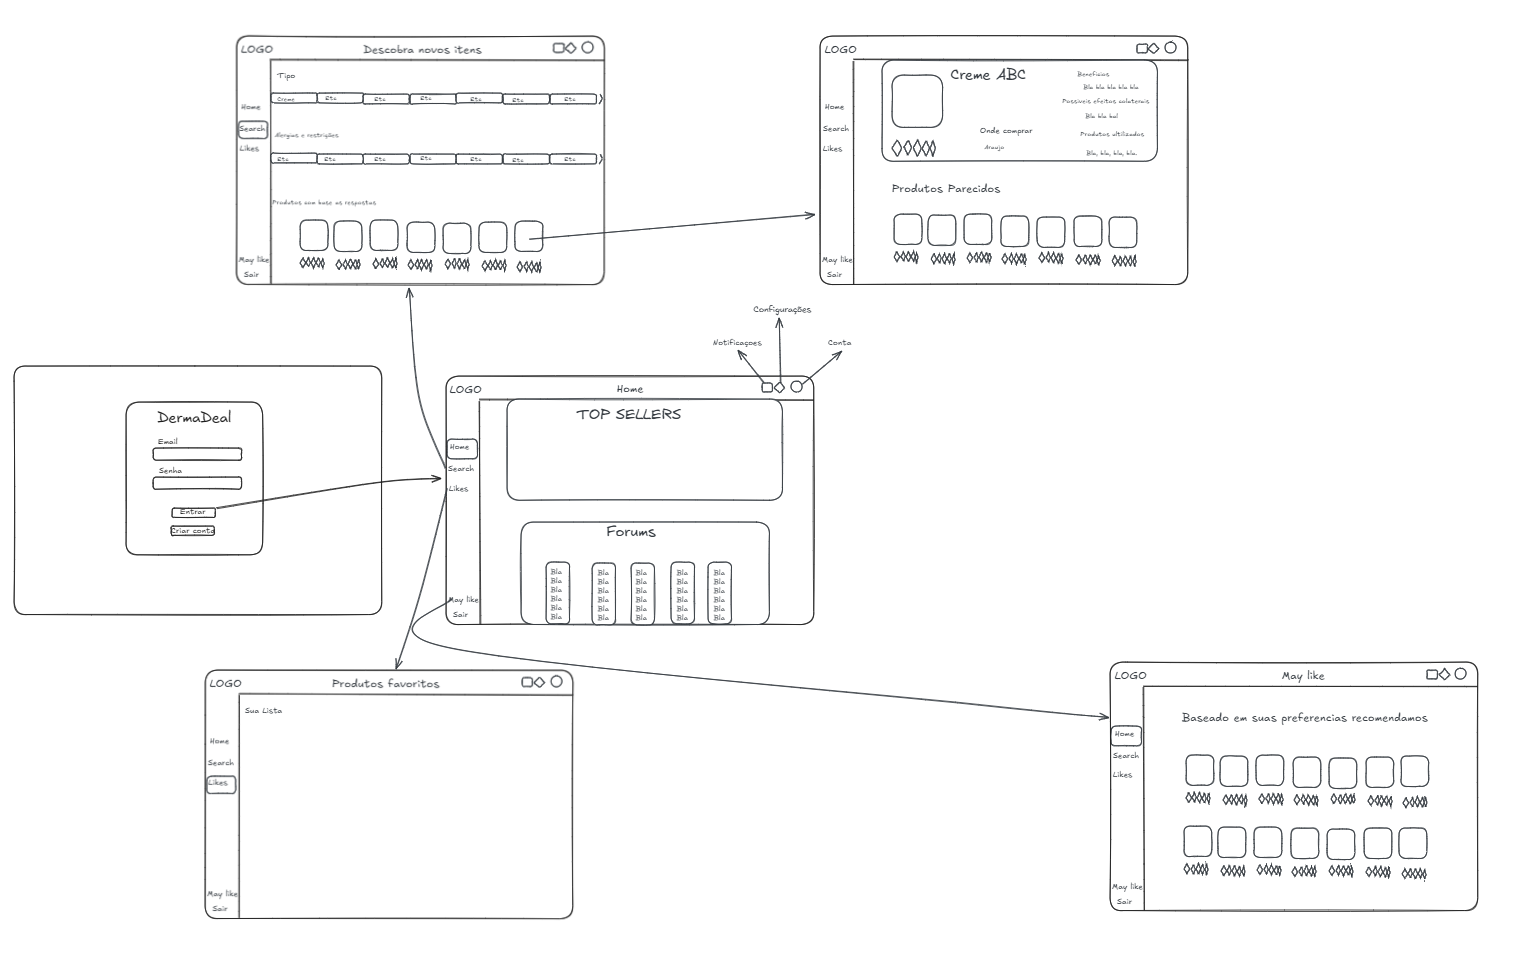 LOGO
Descobra novos itens
Tipo
Creme Etc Etc Etc Etc Etc Etc
Home
Search
Likes
Alergias e restrições
Etc Etc Etc Etc Etc Etc Etc
Produtos com base as respostas
May like
Sair
LOGO
Creme ABC
Beneficios
Bla bla bla bla bla
Possiveis efeitos colaterais
Bla bla bal
Onde comprar
Produtos ultilizados
Araujo
Bla, bla, bla, bla.
Home
Search
Likes
Produtos Parecidos
May like
Sair
Configurações
Notificaçoes
Conta
DermaDeal
Email
Senha
Entrar
Criar conta
LOGO
Home
TOP SELLERS
Home
Search
Likes
Forums
Bla Bla Bla Bla Bla
Bla Bla Bla Bla Bla
Bla Bla Bla Bla Bla
Bla Bla Bla Bla Bla
Bla Bla Bla Bla Bla
Bla Bla Bla Bla Bla
May like
Sair
LOGO
Produtos favoritos
Sua Lista
Home
Search
Likes
May like
Sair
LOGO
May like
Baseado em suas preferencias recomendamos
Home
Search
Likes
May like
Sair